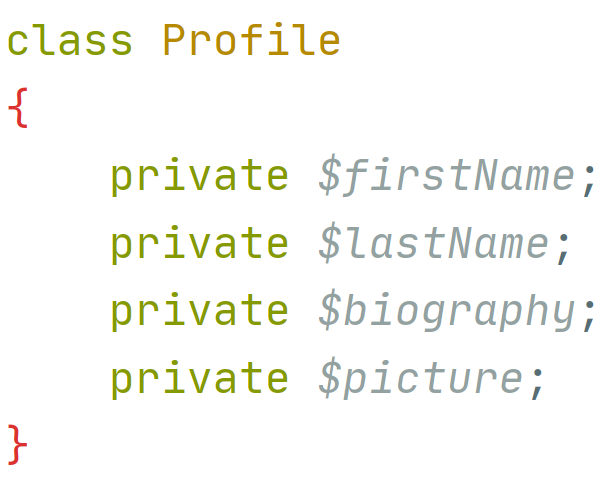 class Profile
{
    private $firstName;
    private $lastName;
    private $biography;
    private $picture;
}